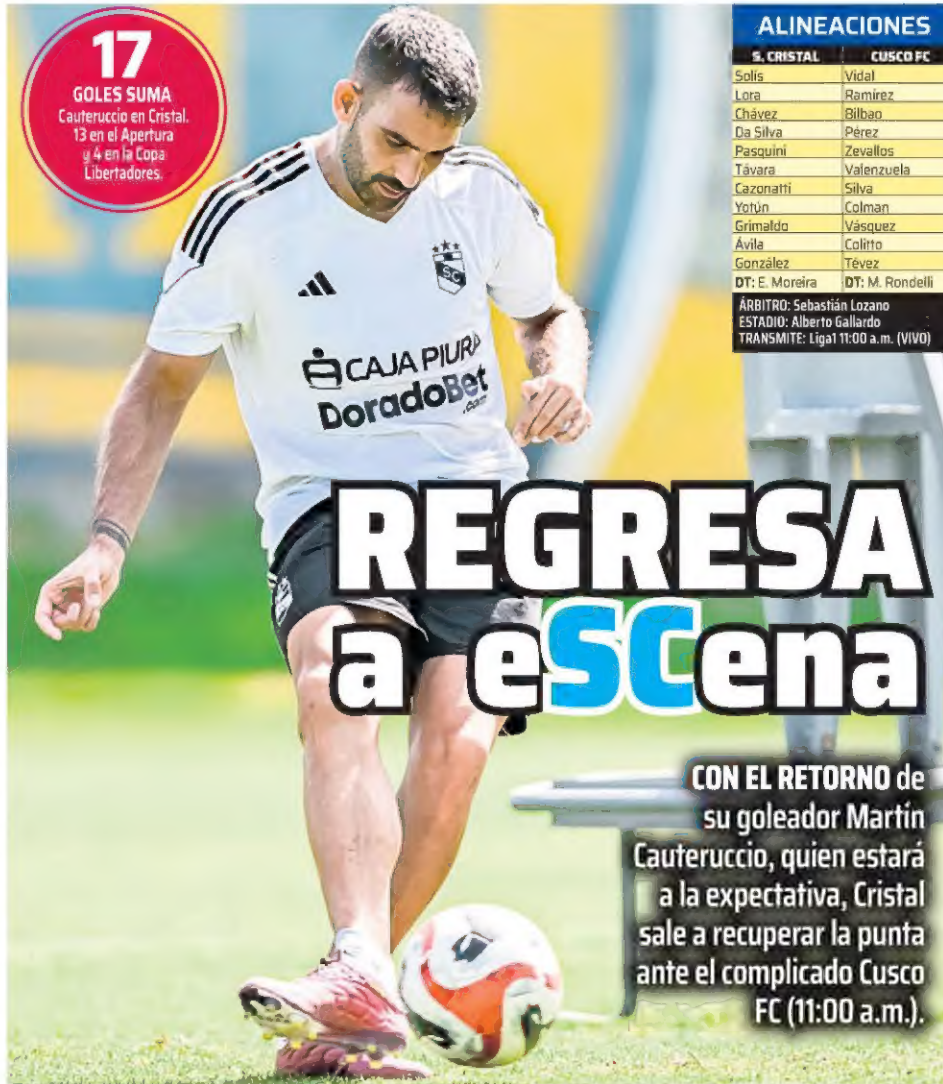 17
GOLES SUMA
Cauteruccio en Cristal.
13 en el Apertura
y 4 en la Copa
Libertadores.
ALINEACIONES
S. CRISTAL CUSCO FC
Solís Vidal
Lora Ramírez
Chávez Bilbao
Da Silva Pérez
Pasquini Zevallos
Távara Valenzuela
Cazonatti Silva
Yotún Colman
Grimaldo Vásquez
Ávila Colitto
González Tévez
DT: E. Moreira DT: M. Rondelli
ÁRBITRO: Sebastián Lozano
ESTADIO: Alberto Gallardo
TRANSMITE: Liga1 11:00 a.m. (VIVO)
SC
CAJA PIURA
DoradoBet
.com
REGRESA
a eSCena
CON EL RETORNO de
su goleador Martín
Cauteruccio, quien estará
a la expectativa, Cristal
sale a recuperar la punta
ante el complicado Cusco
FC (11:00 a.m.).